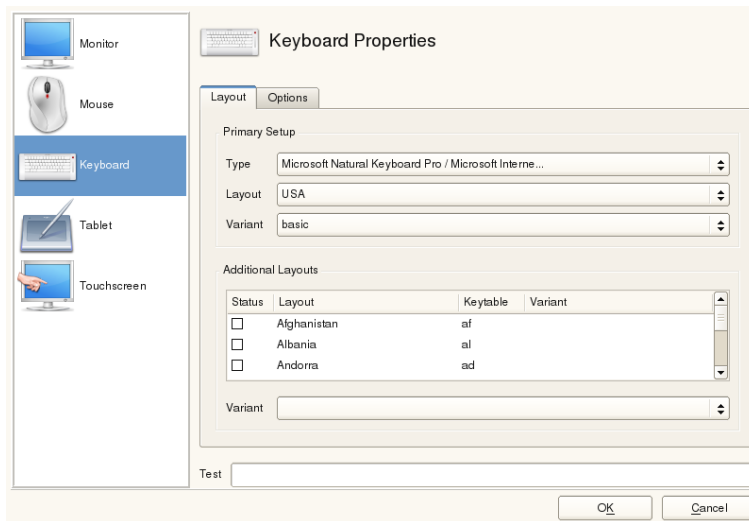 Monitor
Mouse
Keyboard
Tablet
Touchscreen
Keyboard Properties
Layout Options
Primary Setup
Type Microsoft Natural Keyboard Pro / Microsoft Interne...
Layout USA
Variant basic
Additional Layouts
Status Layout Keytable Variant
Afghanistan af
Albania al
Andorra ad
Variant
Test
OK Cancel